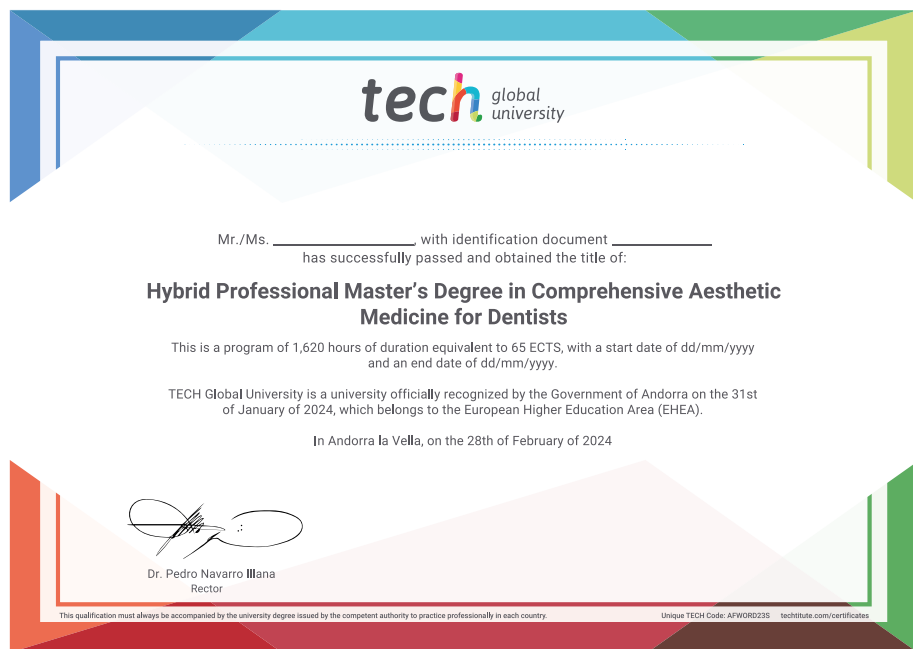 tech global
university
Mr./Ms. ____________, with identification document ____________
has successfully passed and obtained the title of:
Hybrid Professional Master's Degree in Comprehensive Aesthetic
Medicine for Dentists
This is a program of 1,620 hours of duration equivalent to 65 ECTS, with a start date of dd/mm/yyyy
and an end date of dd/mm/yyyy.
TECH Global University is a university officially recognized by the Government of Andorra on the 31st
of January of 2024, which belongs to the European Higher Education Area (EHEA).
In Andorra la Vella, on the 28th of February of 2024
Dr. Pedro Navarro Illana
Rector
This qualification must always be accompanied by the university degree issued by the competent authority to practice professionally in each country.
Unique TECH Code: AFWORD23S techtitute.com/certificates